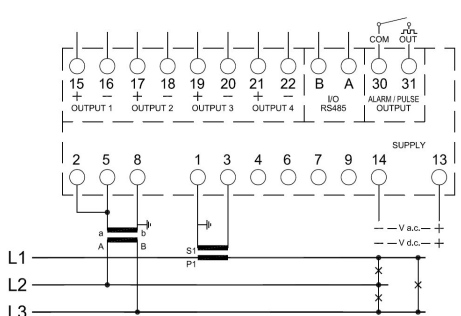 COM OUT
15 16 17 18 19 20 21 22 B A 30 31
+ − + − + − + −
OUTPUT 1 OUTPUT 2 OUTPUT 3 OUTPUT 4 I/O RS485 ALARM / PULSE OUTPUT
SUPPLY
2 5 8 1 3 4 6 7 9 14 13
− — V a.c. — +
− — V d.c. — +
a b
A B
S1
P1
L1
L2
L3